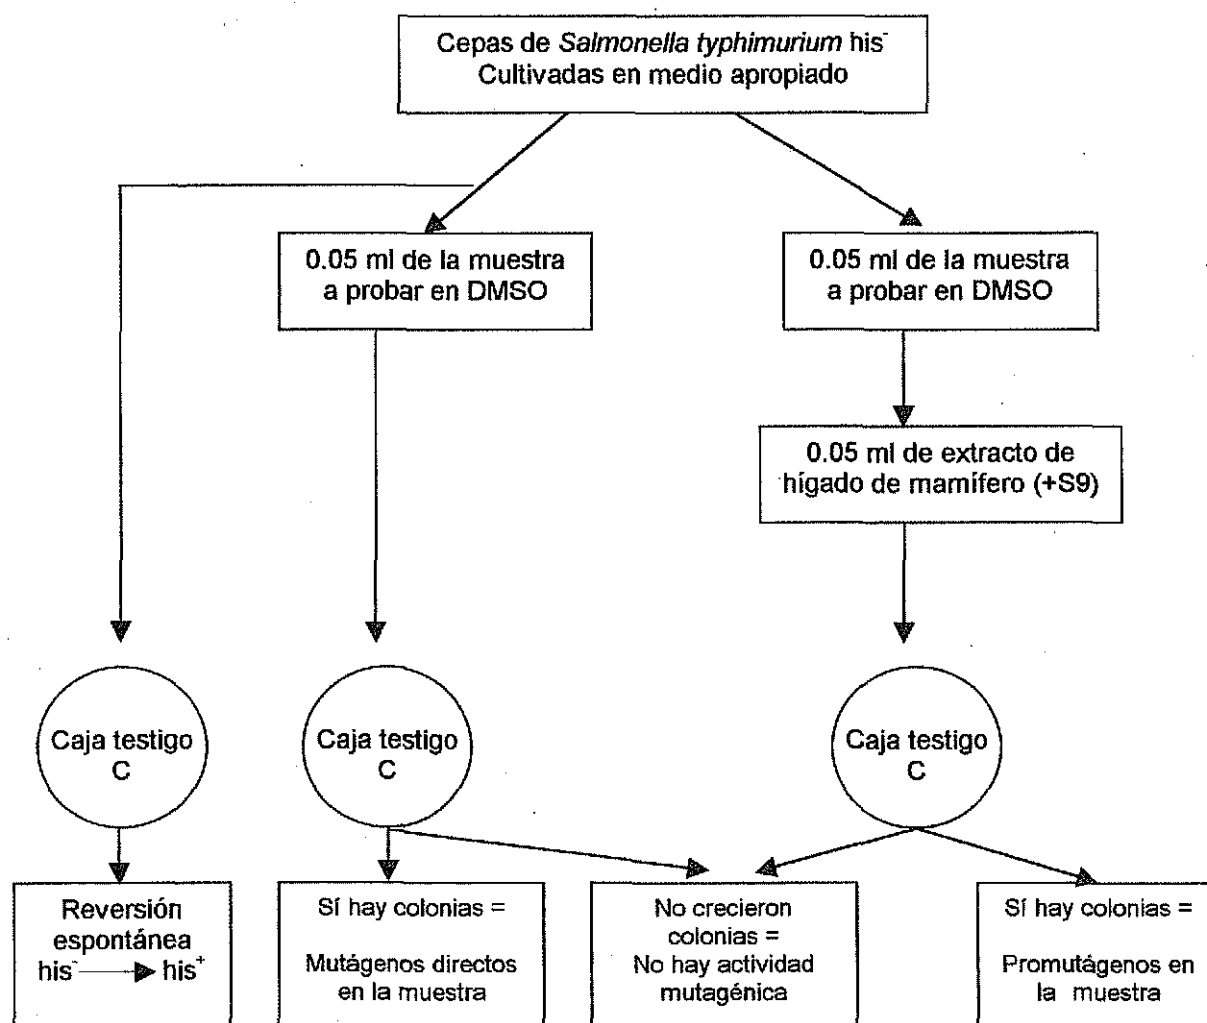 Cepas de Salmonella typhimurium his⁻
Cultivadas en medio apropiado
0.05 ml de la muestra
a probar en DMSO
0.05 ml de la muestra
a probar en DMSO
0.05 ml de extracto de
hígado de mamífero (+S9)
Caja testigo
C
Caja testigo
C
Caja testigo
C
Reversión
espontánea
his⁻ → his⁺
Sí hay colonias =
Mutágenos directos
en la muestra
No crecieron
colonias =
No hay actividad
mutagénica
Sí hay colonias =
Promutágenos en
la muestra